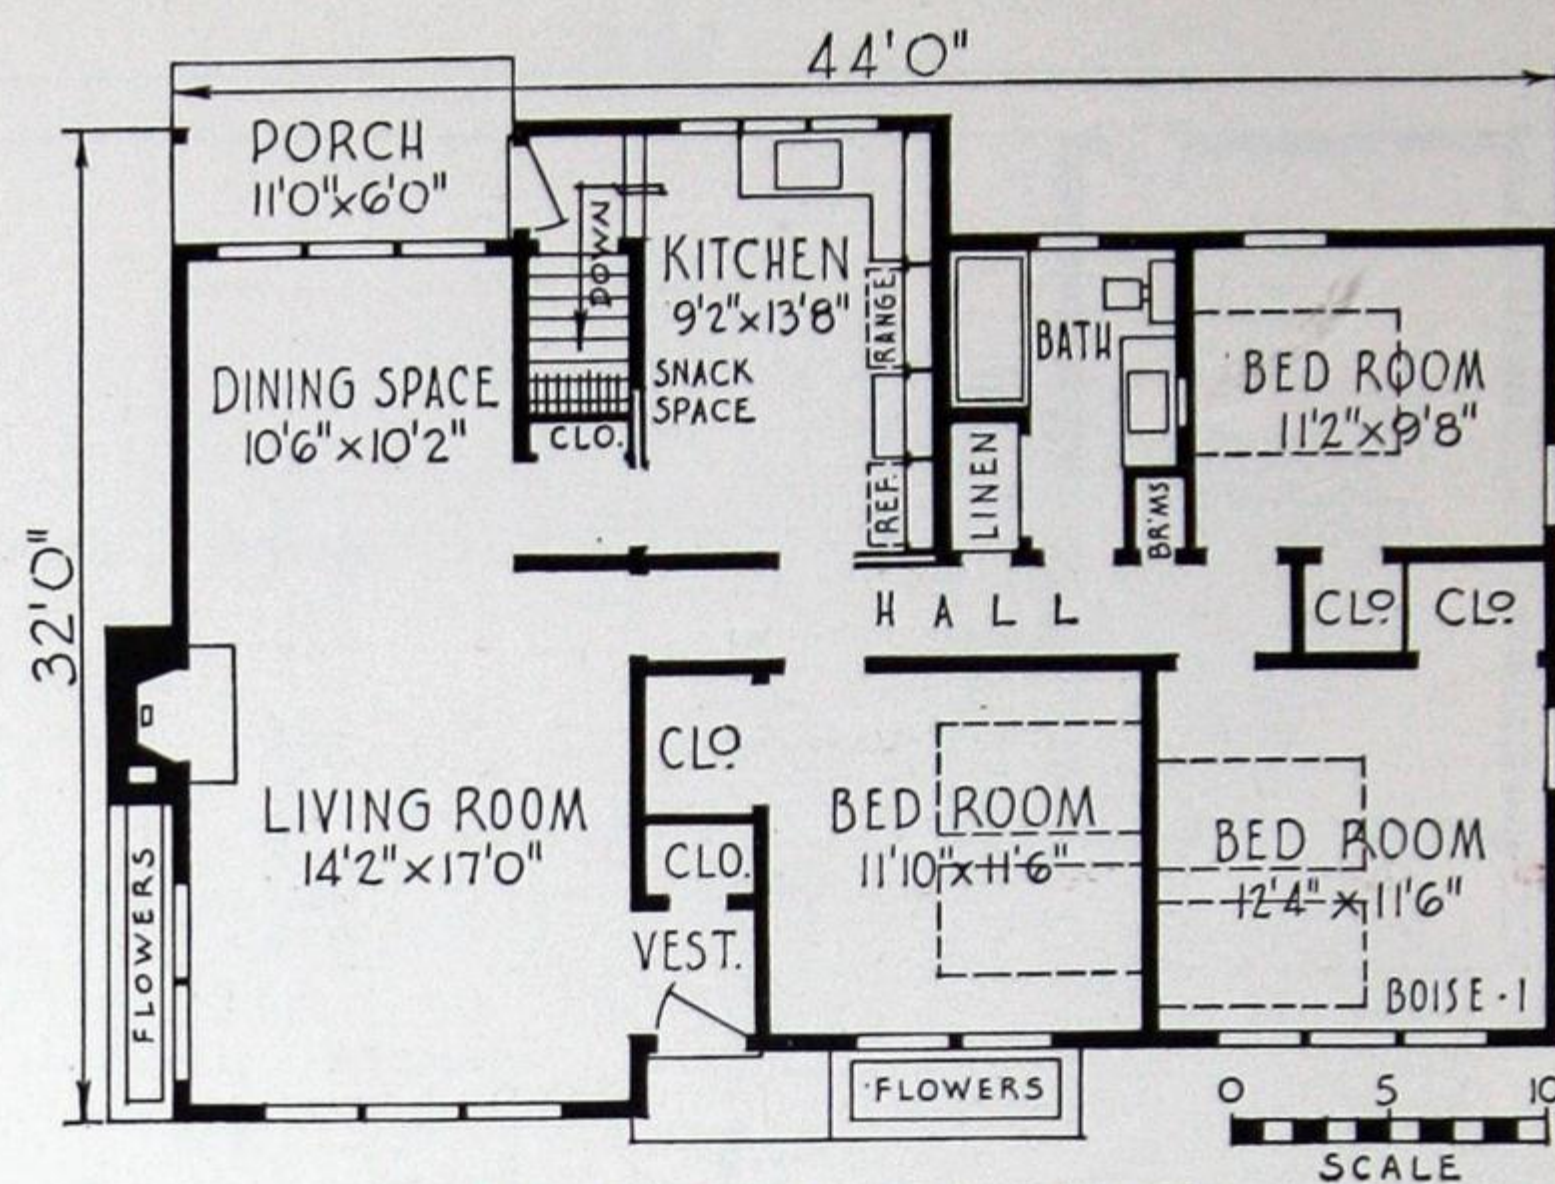 44'0"
PORCH
11'0"x6'0"
DOWN
KITCHEN
9'2"x13'8"
RANGE
SNACK
SPACE
BATH
BED ROOM
11'2"x9'8"
DINING SPACE
10'6"x10'2"
CLO.
REF.
LINEN
BR'MS
32'0"
HALL
CLO.
CLO.
CLO.
LIVING ROOM
14'2"x17'0"
CLO.
VEST.
BED ROOM
11'10"x11'6"
BED ROOM
12'4"x11'6"
BOISE-1
FLOWERS
FLOWERS
0 5 10
SCALE